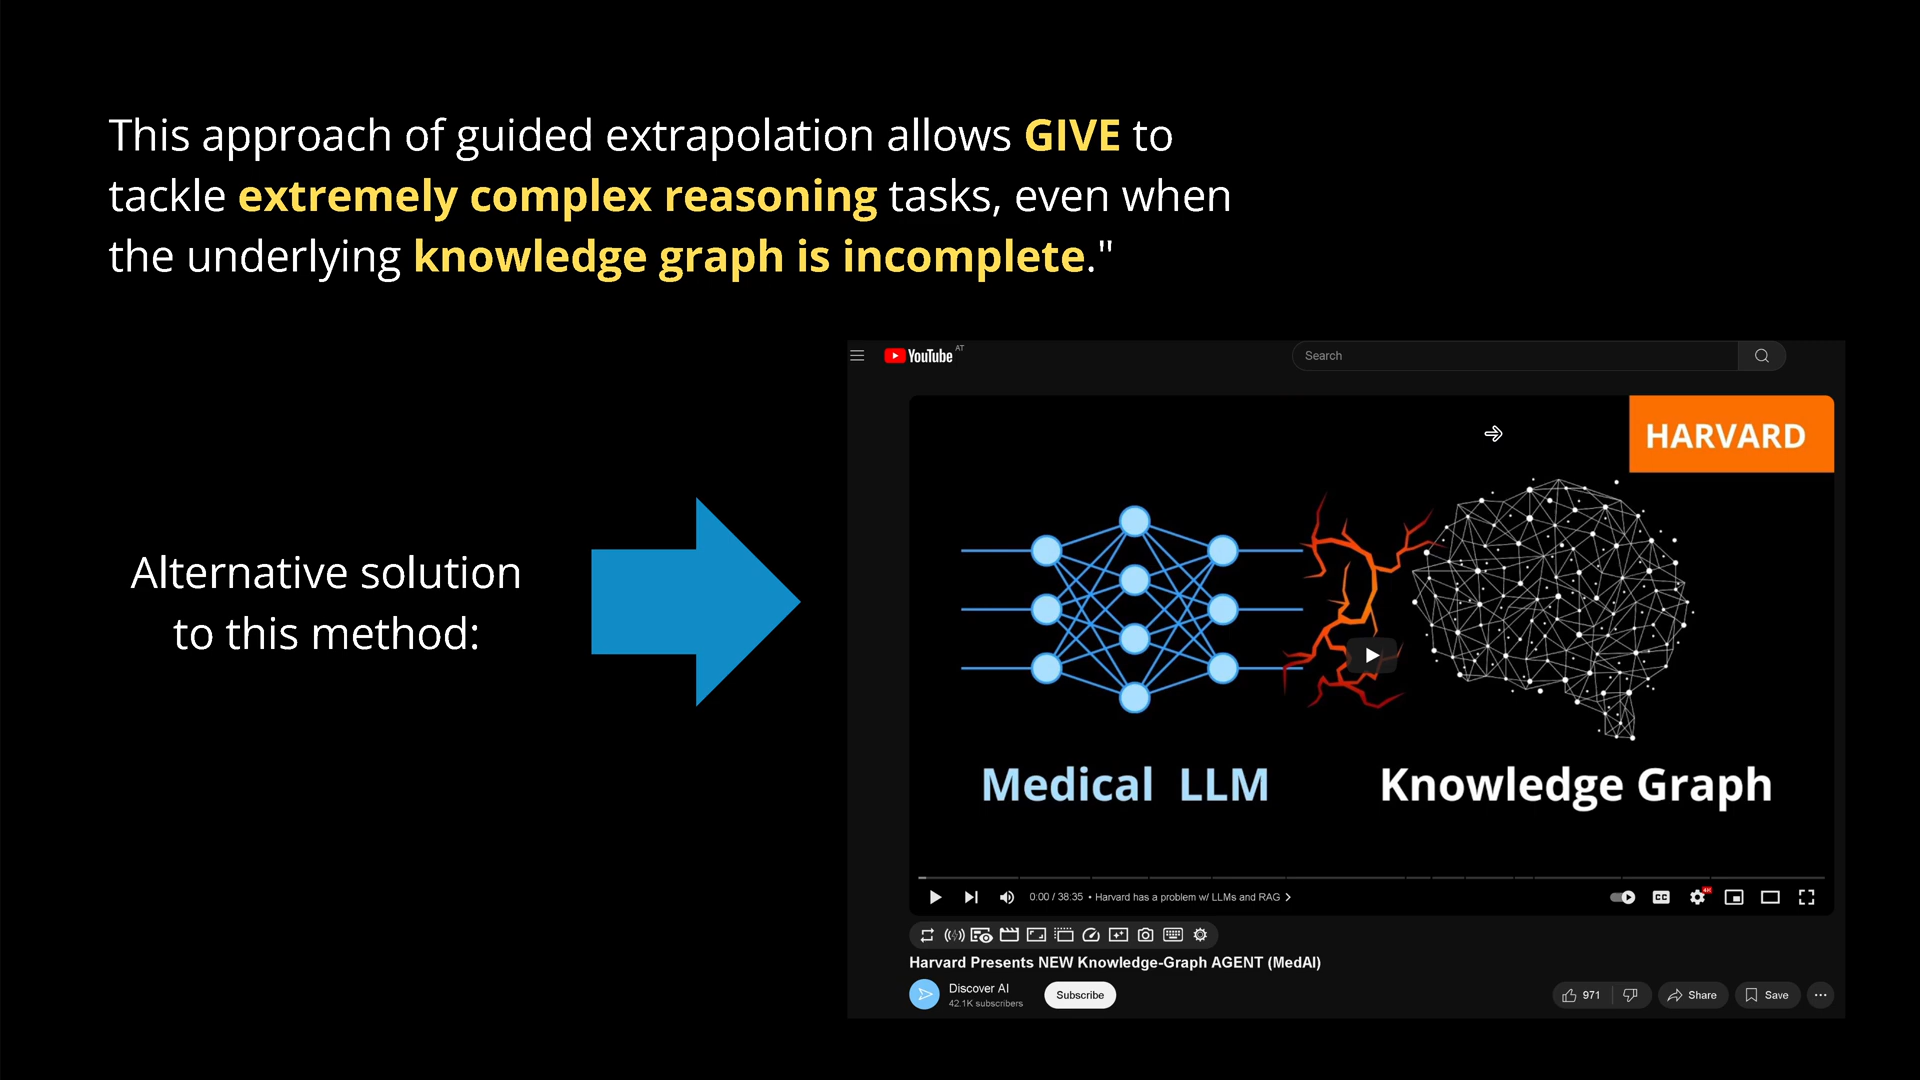 This approach of guided extrapolation allows GIVE to
tackle extremely complex reasoning tasks, even when
the underlying knowledge graph is incomplete."
Alternative solution
to this method:
YouTube AT
Search
HARVARD
Medical LLM
Knowledge Graph
0:00 / 38:35 • Harvard has a problem w/ LLMs and RAG
CC
4K
Harvard Presents NEW Knowledge-Graph AGENT (MedAI)
Discover AI
42.1K subscribers
Subscribe
971
Share
Save